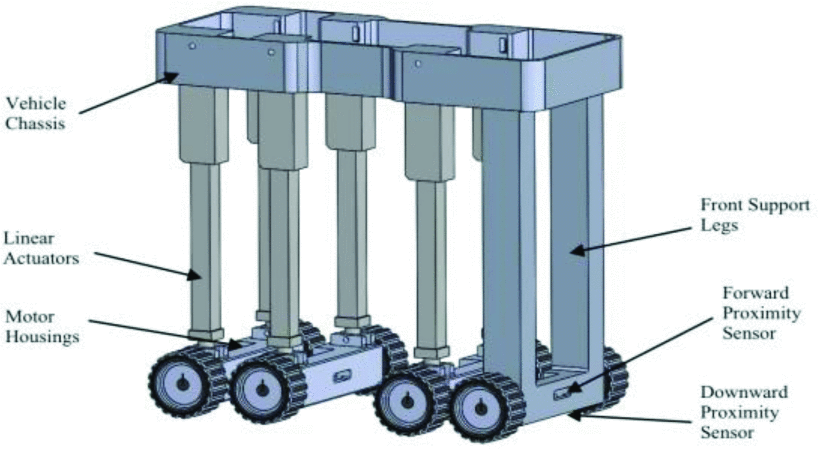 Vehicle
Chassis
Linear
Actuators
Motor
Housings
Front Support
Legs
Forward
Proximity
Sensor
Downward
Proximity
Sensor